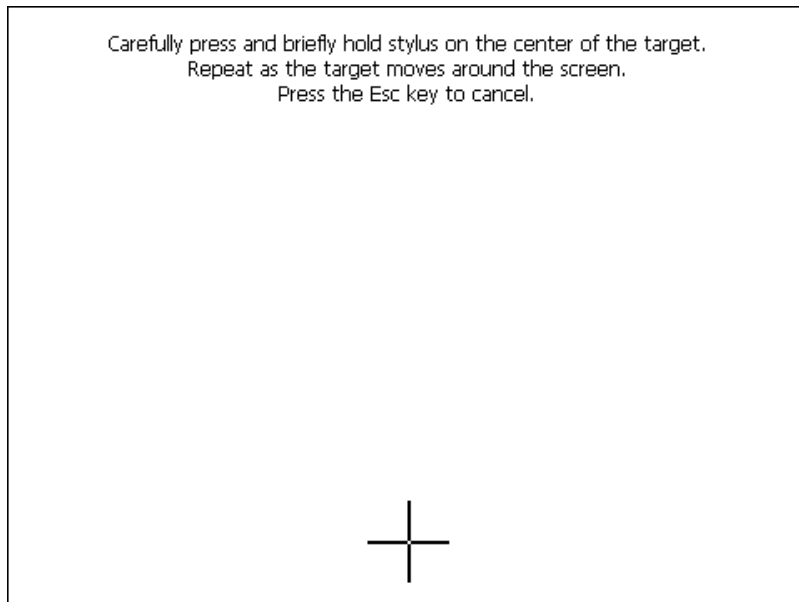 Carefully press and briefly hold stylus on the center of the target.
Repeat as the target moves around the screen.
Press the Esc key to cancel.